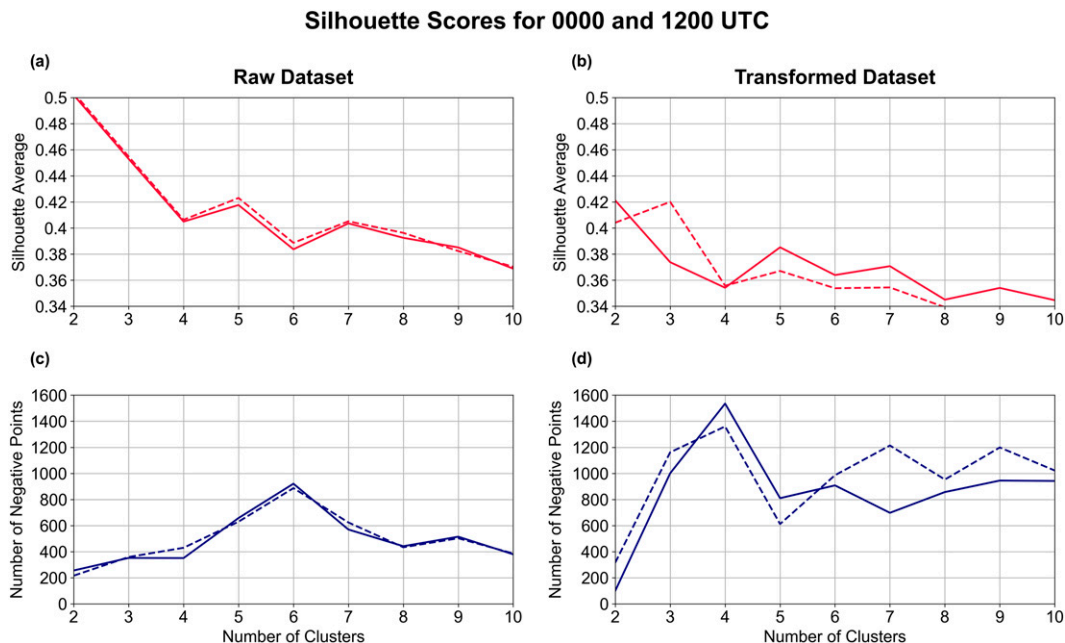 Silhouette Scores for 0000 and 1200 UTC
(a)
Raw Dataset
Silhouette Average
0.5
0.48
0.46
0.44
0.42
0.4
0.38
0.36
0.34
2 3 4 5 6 7 8 9 10
(b)
Transformed Dataset
Silhouette Average
0.5
0.48
0.46
0.44
0.42
0.4
0.38
0.36
0.34
2 3 4 5 6 7 8 9 10
(c)
Number of Negative Points
1600
1400
1200
1000
800
600
400
200
0
2 3 4 5 6 7 8 9 10
Number of Clusters
(d)
Number of Negative Points
1600
1400
1200
1000
800
600
400
200
0
2 3 4 5 6 7 8 9 10
Number of Clusters